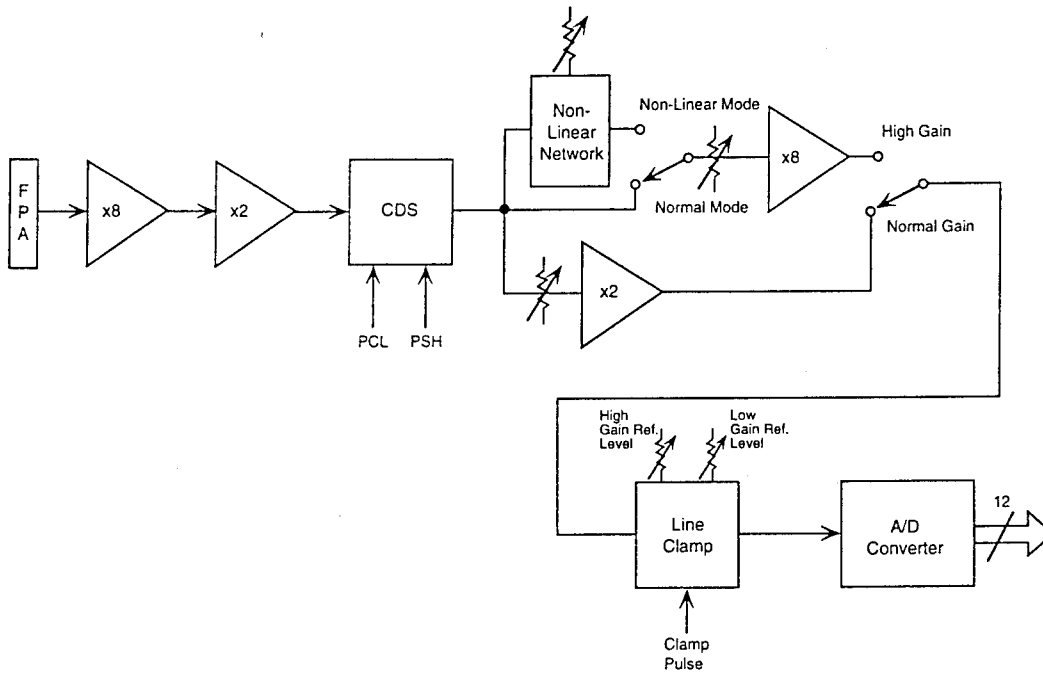 Non-
Linear
Network
Non-Linear Mode
Normal Mode
x8
High Gain
Normal Gain
F
P
A
x8
x2
CDS
PCL
PSH
x2
High
Gain Ref.
Level
Low
Gain Ref.
Level
Line
Clamp
Clamp
Pulse
A/D
Converter
12